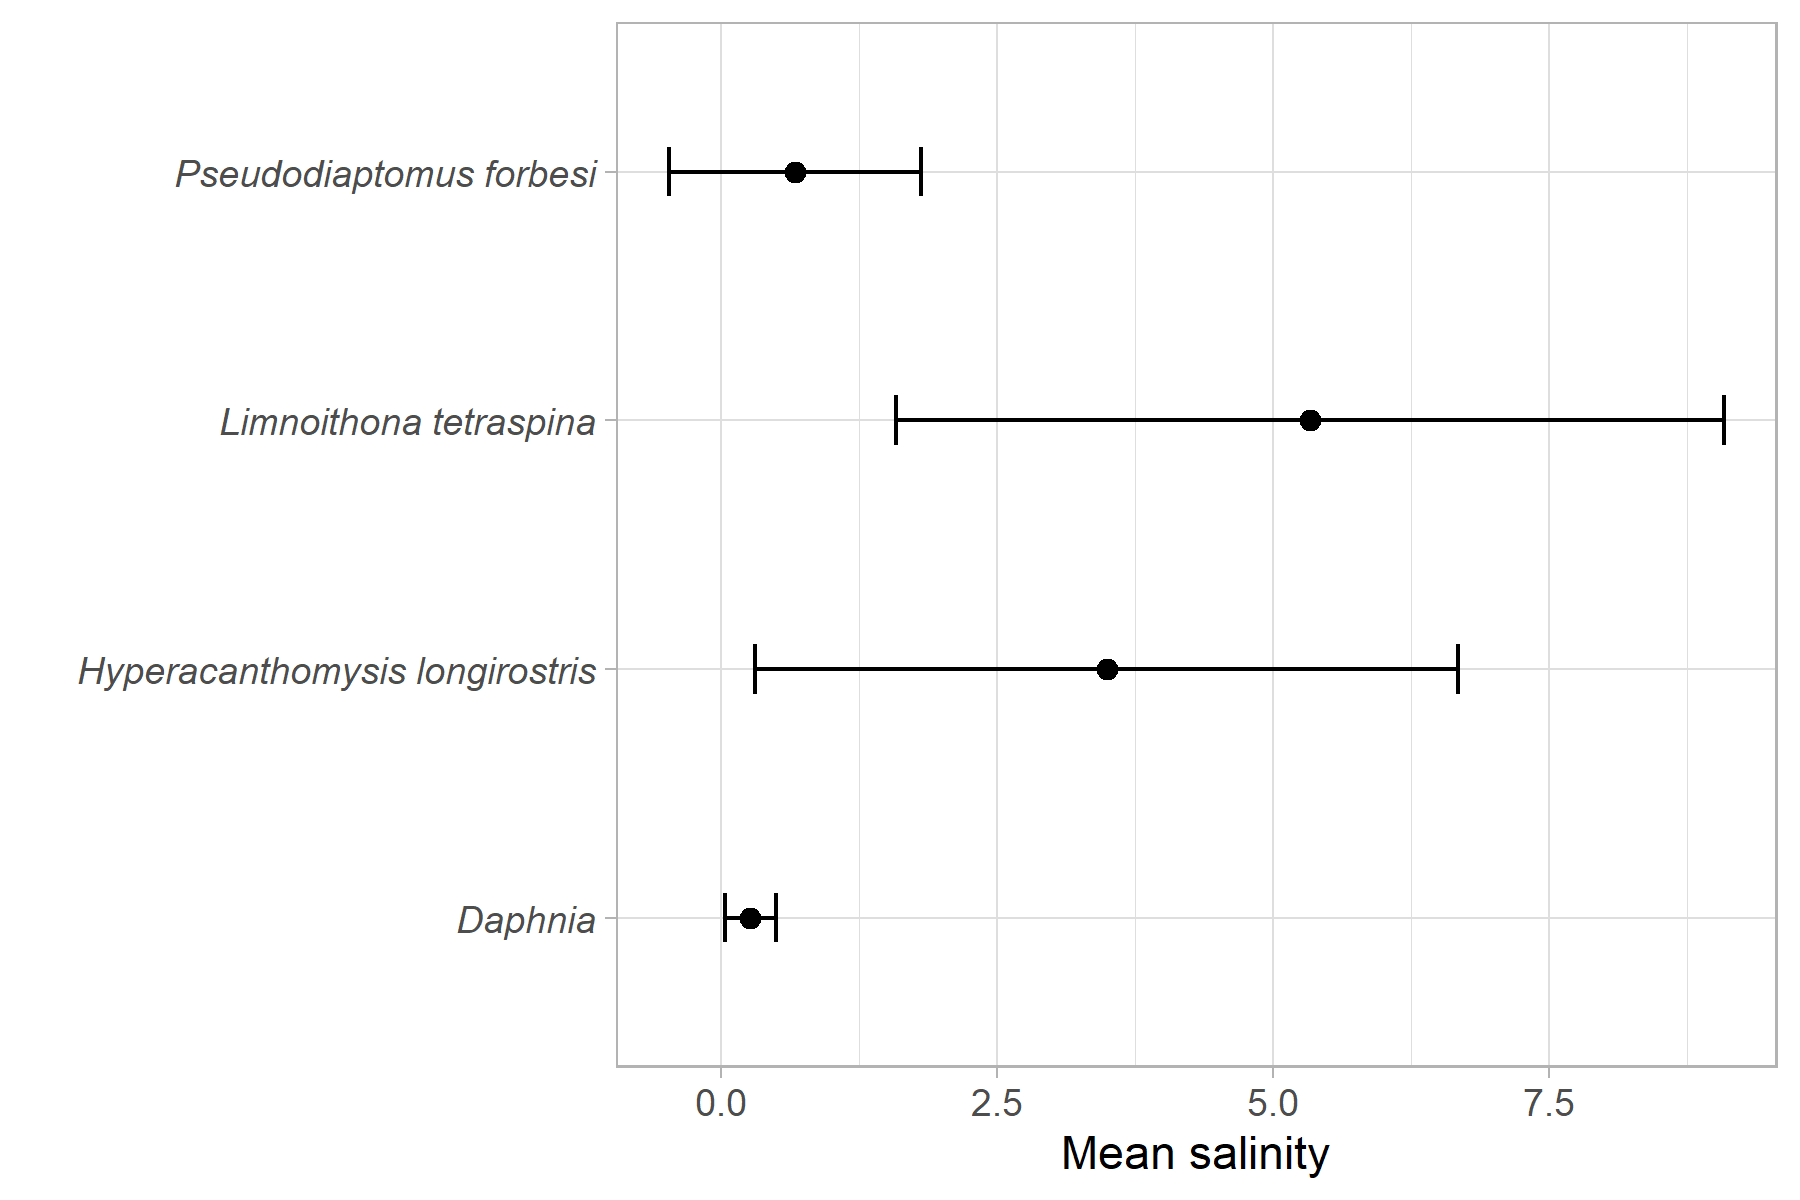 Pseudodiaptomus forbesi
Limnoithona tetraspina
Hyperacanthomysis longirostris
Daphnia
0.0 2.5 5.0 7.5
Mean salinity